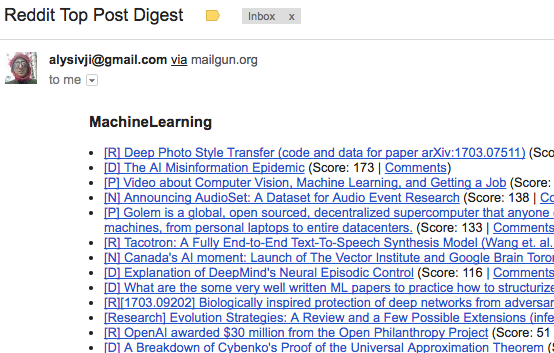 Reddit Top Post Digest Inbox x
alysivji@gmail.com via mailgun.org
to me
MachineLearning
[R] Deep Photo Style Transfer (code and data for paper arXiv:1703.07511) (Sco
[D] The AI Misinformation Epidemic (Score: 173 | Comments)
[P] Video about Computer Vision, Machine Learning, and Getting a Job (Score:
[N] Announcing AudioSet: A Dataset for Audio Event Research (Score: 138 | Co
[P] Golem is a global, open sourced, decentralized supercomputer that anyone
machines, from personal laptops to entire datacenters. (Score: 133 | Comments
[R] Tacotron: A Fully End-to-End Text-To-Speech Synthesis Model (Wang et. al.
[N] Canada's AI moment: Launch of The Vector Institute and Google Brain Toro
[D] Explanation of DeepMind's Neural Episodic Control (Score: 116 | Comments
[D] What are the some very well written ML papers to practice how to structure
[R][1703.09202] Biologically inspired protection of deep networks from adversar
[Research] Evolution Strategies: A Review and a Few Possible Extensions (infe
[R] OpenAI awarded $30 million from the Open Philanthropy Project (Score: 51
[D] A Breakdown of Cybenko's Proof of the Universal Approximation Theorem (S